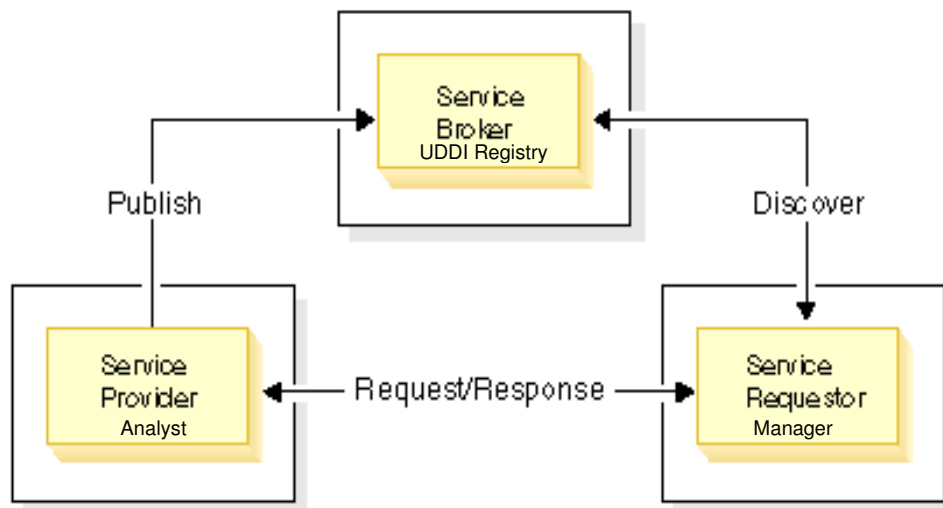 Service
Broker
UDDI Registry
Publish
Discover
Service
Provider
Analyst
Request/Response
Service
Requestor
Manager